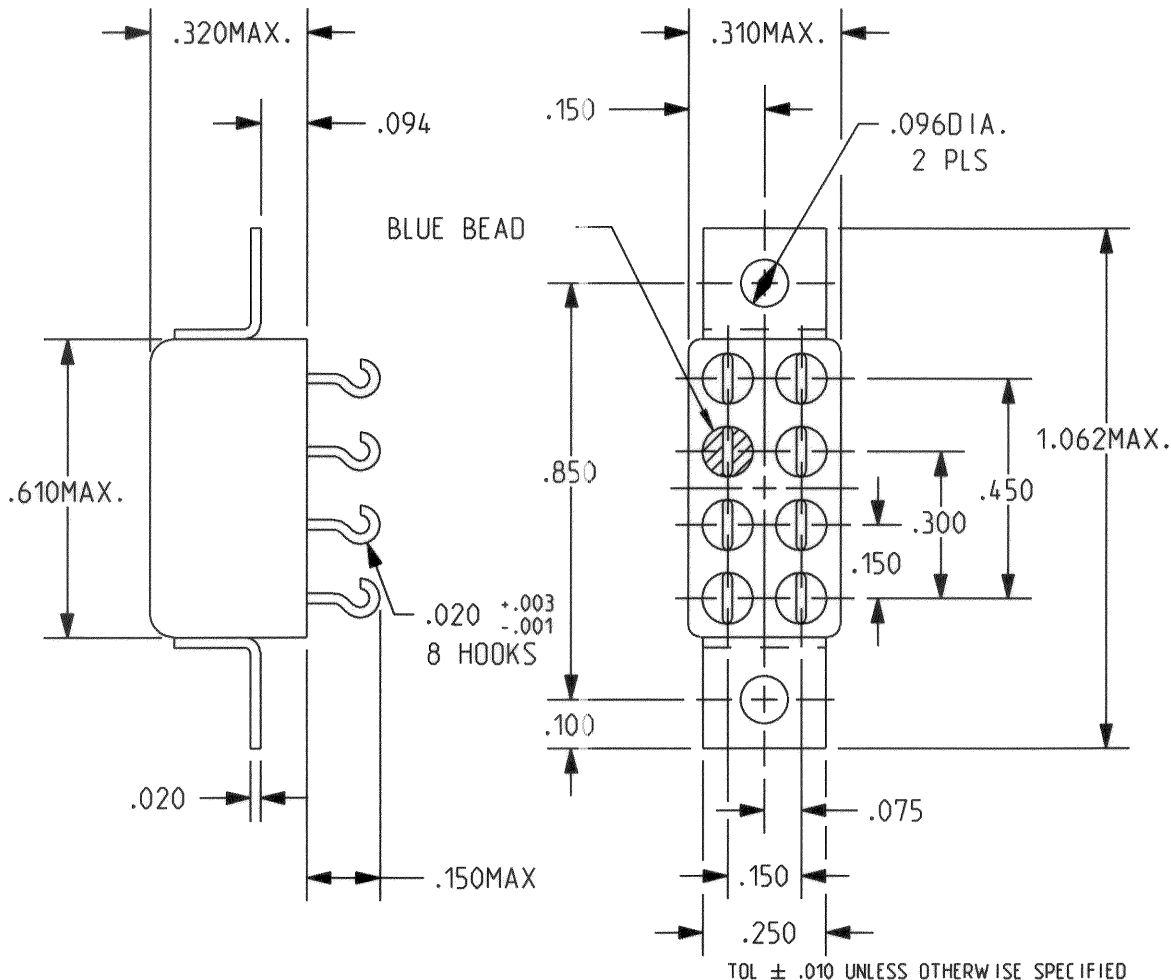 .320MAX.
.310MAX.
.150
.094
.096DIA.
2 PLS
BLUE BEAD
1.062MAX.
.850
.610MAX.
.450
.300
.150
.020 +.003
-.001
8 HOOKS
.100
.020
.075
.150MAX
.150
.250
TOL ± .010 UNLESS OTHERWISE SPECIFIED